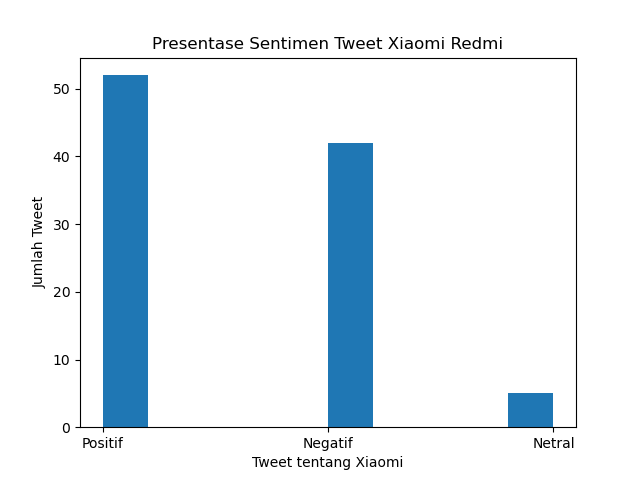 Presentase Sentimen Tweet Xiaomi Redmi
50
40
30
20
10
0
Jumlah Tweet
Positif Negatif Netral
Tweet tentang Xiaomi